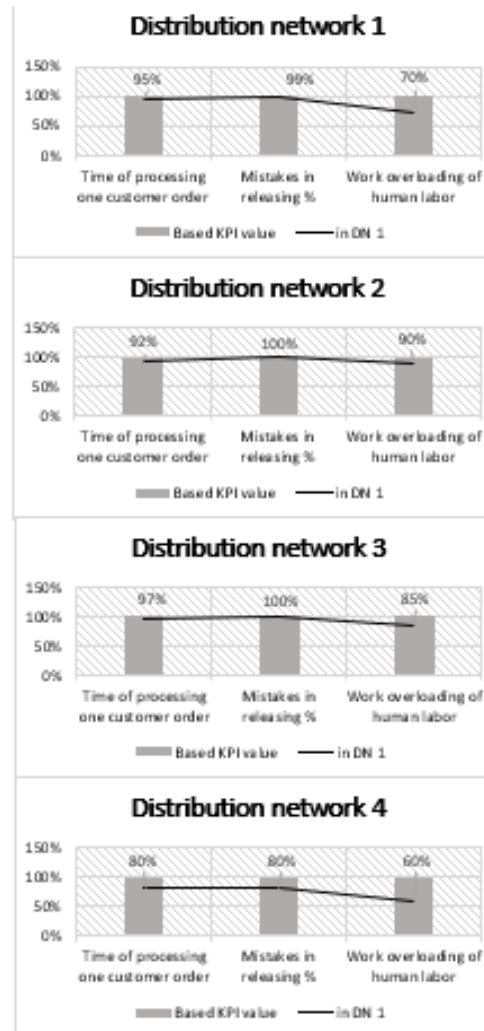 Distribution network 1
150%
95%
99%
70%
100%
50%
0%
Time of processing
one customer order
Mistakes in
releasing %
Work overloading of
human labor
Based KPI value
in DN 1
Distribution network 2
150%
92%
100%
90%
100%
50%
0%
Time of processing
one customer order
Mistakes in
releasing %
Work overloading of
human labor
Based KPI value
in DN 1
Distribution network 3
150%
97%
100%
85%
100%
50%
0%
Time of processing
one customer order
Mistakes in
releasing %
Work overloading of
human labor
Based KPI value
in DN 1
Distribution network 4
150%
80%
80%
60%
100%
50%
0%
Time of processing
one customer order
Mistakes in
releasing %
Work overloading of
human labor
Based KPI value
in DN 1